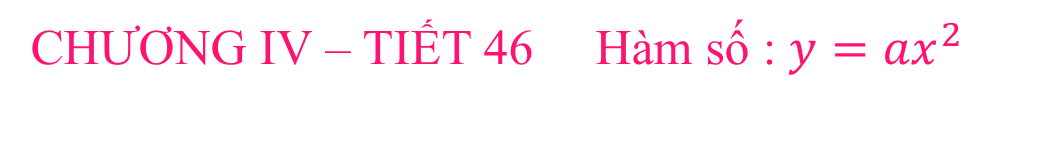 CHƯƠNG IV – TIẾT 46 Hàm số : y = ax²